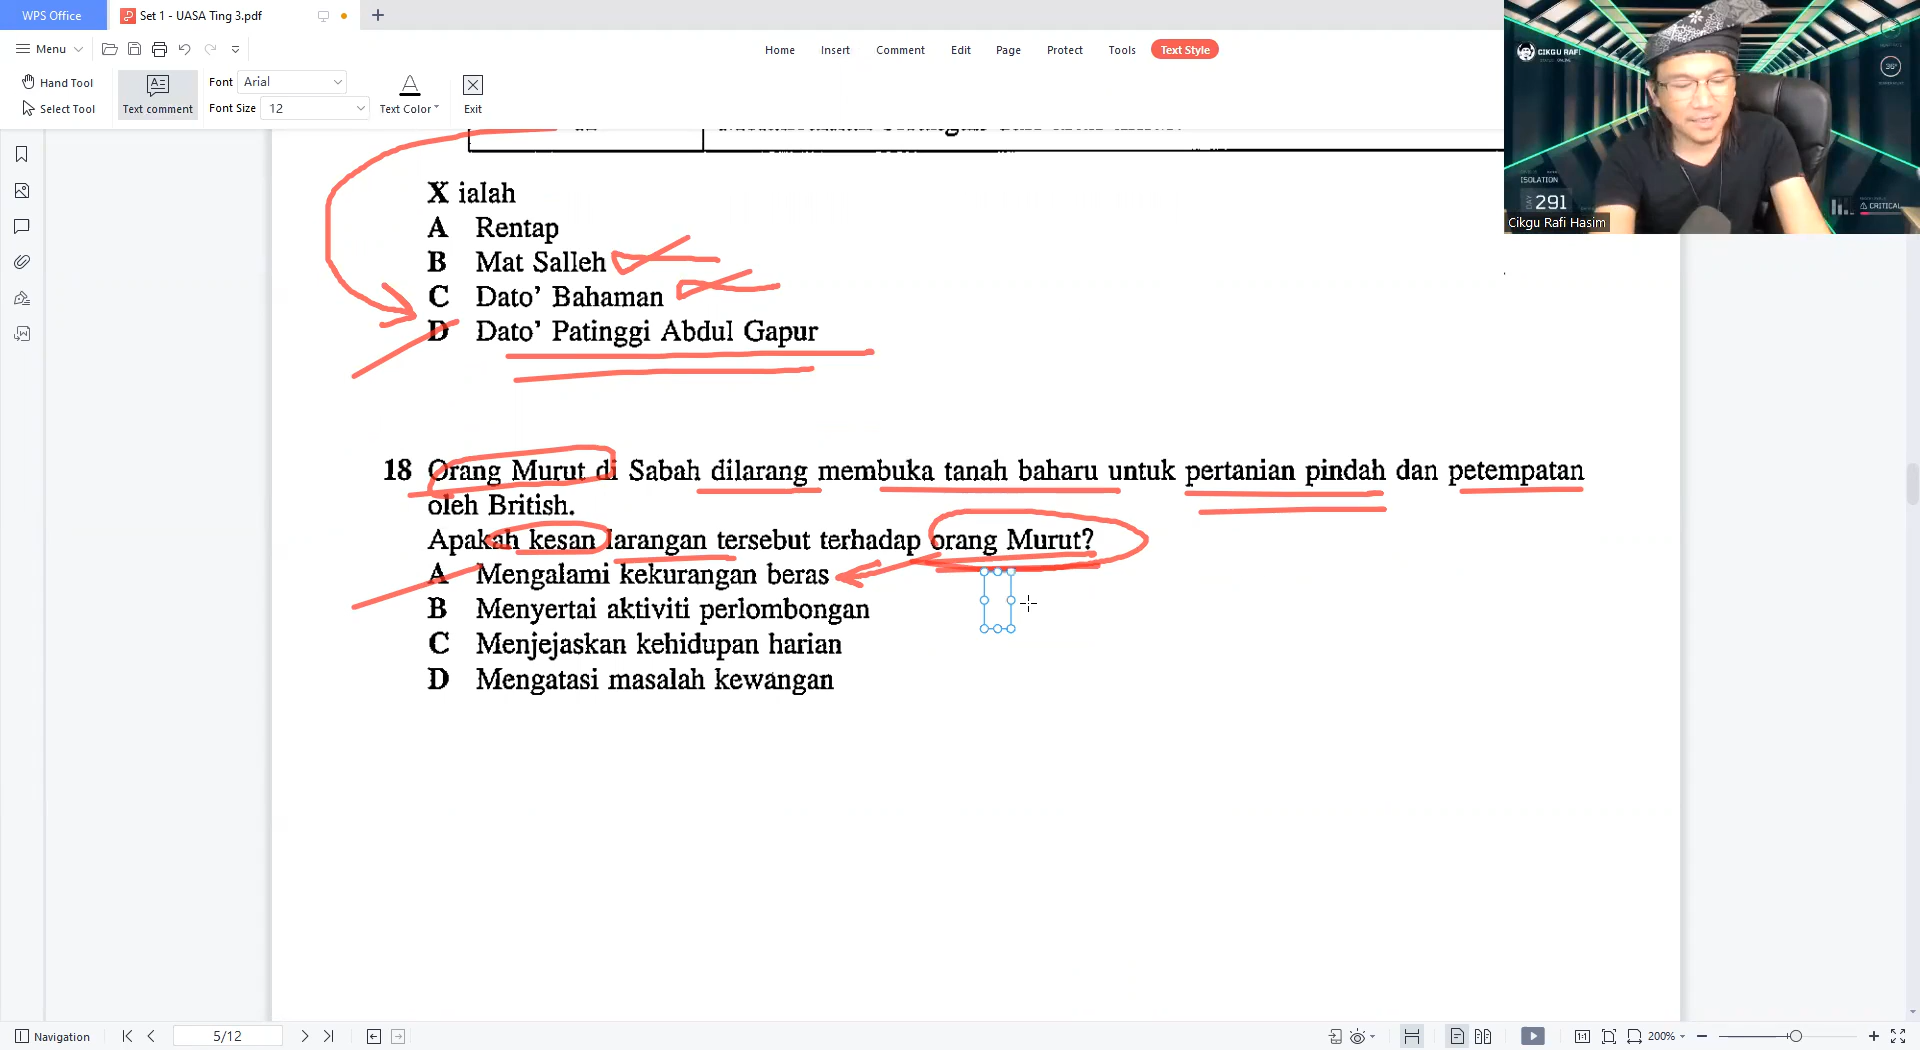 WPS Office
Set 1 - UASA Ting 3.pdf
Menu
Home Insert Comment Edit Page Protect Tools Text Style
Hand Tool
Select Tool
Text comment
Font Arial
Font Size 12
Text Color
Exit
CIKGU RAFI
36°
ISOLATION
DAY 291
CRITICAL
Cikgu Rafi Hasim
X ialah
A Rentap
B Mat Salleh
C Dato' Bahaman
D Dato' Patinggi Abdul Gapur
18 Orang Murut di Sabah dilarang membuka tanah baharu untuk pertanian pindah dan petempatan
oleh British.
Apakah kesan larangan tersebut terhadap orang Murut?
A Mengalami kekurangan beras
B Menyertai aktiviti perlombongan
C Menjejaskan kehidupan harian
D Mengatasi masalah kewangan
Navigation
5/12
1:1
200%